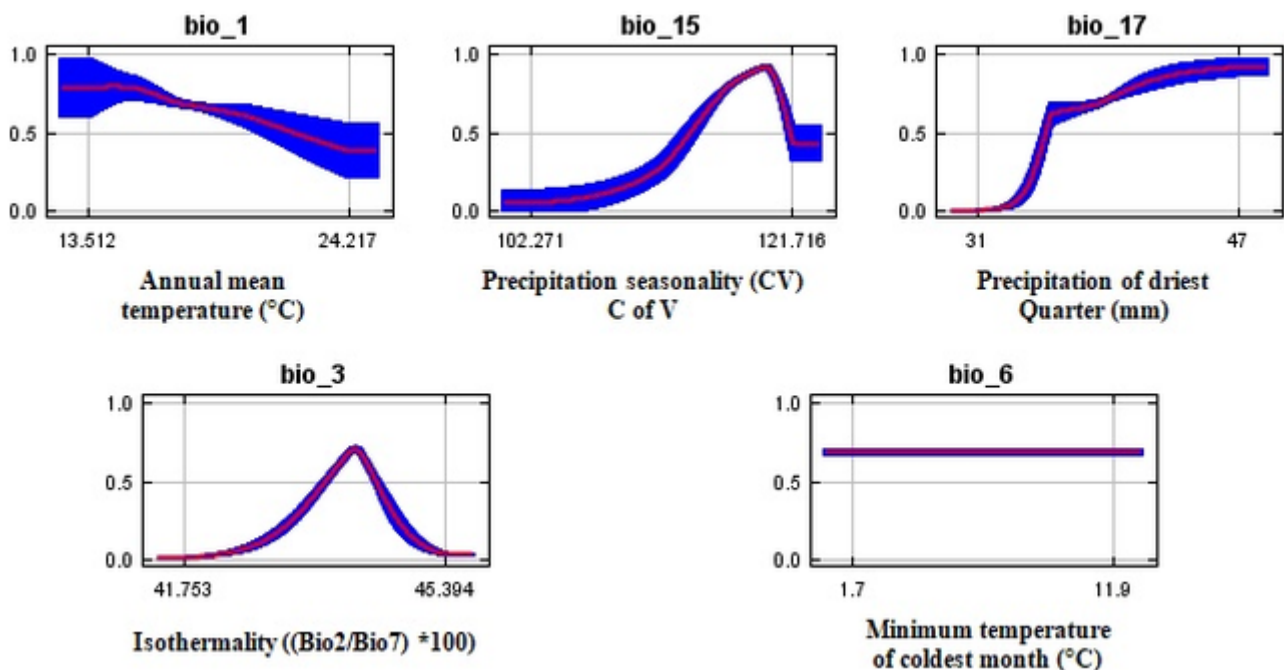 bio_1
1.0
0.5
0.0
13.512 24.217
Annual mean
temperature (°C)
bio_15
1.0
0.5
0.0
102.271 121.716
Precipitation seasonality (CV)
C of V
bio_17
1.0
0.5
0.0
31 47
Precipitation of driest
Quarter (mm)
bio_3
1.0
0.5
0.0
41.753 45.394
Isothermality ((Bio2/Bio7) *100)
bio_6
1.0
0.5
0.0
1.7 11.9
Minimum temperature
of coldest month (°C)